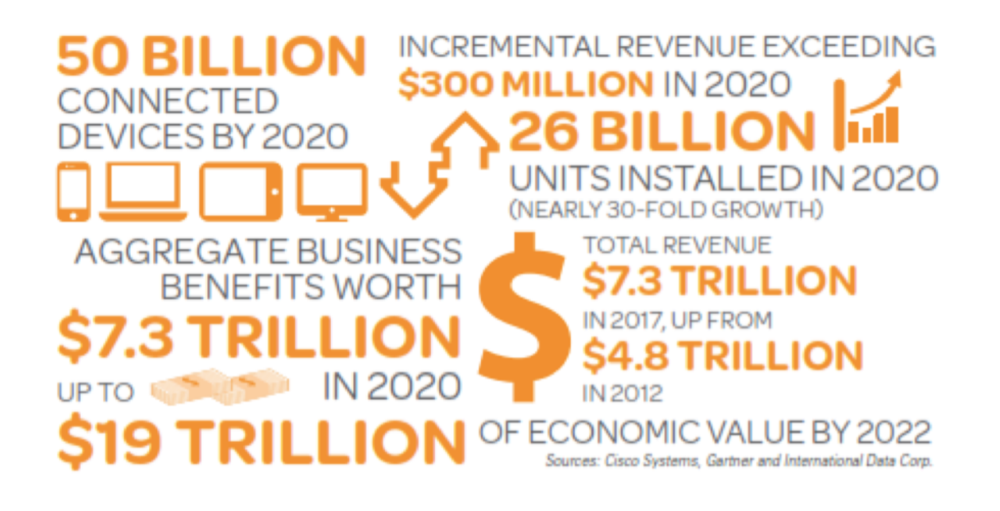 50 BILLION
CONNECTED
DEVICES BY 2020
INCREMENTAL REVENUE EXCEEDING
$300 MILLION IN 2020
26 BILLION
UNITS INSTALLED IN 2020
(NEARLY 30-FOLD GROWTH)
AGGREGATE BUSINESS
BENEFITS WORTH
$7.3 TRILLION
IN 2020
$
TOTAL REVENUE
$7.3 TRILLION
IN 2017, UP FROM
$4.8 TRILLION
IN 2012
UP TO
$19 TRILLION OF ECONOMIC VALUE BY 2022
Sources: Cisco Systems, Gartner and International Data Corp.